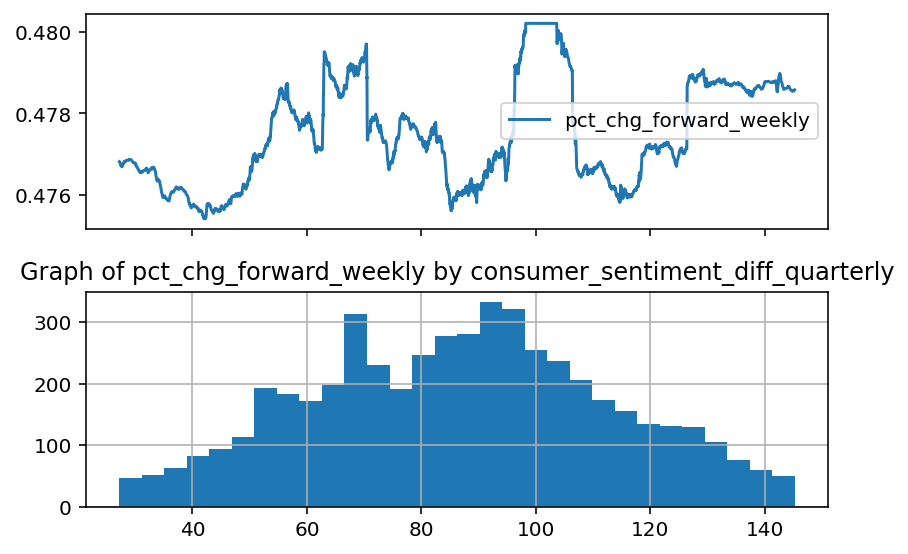 0.480
0.478
0.476
pct_chg_forward_weekly
Graph of pct_chg_forward_weekly by consumer_sentiment_diff_quarterly
300
200
100
0
40 60 80 100 120 140